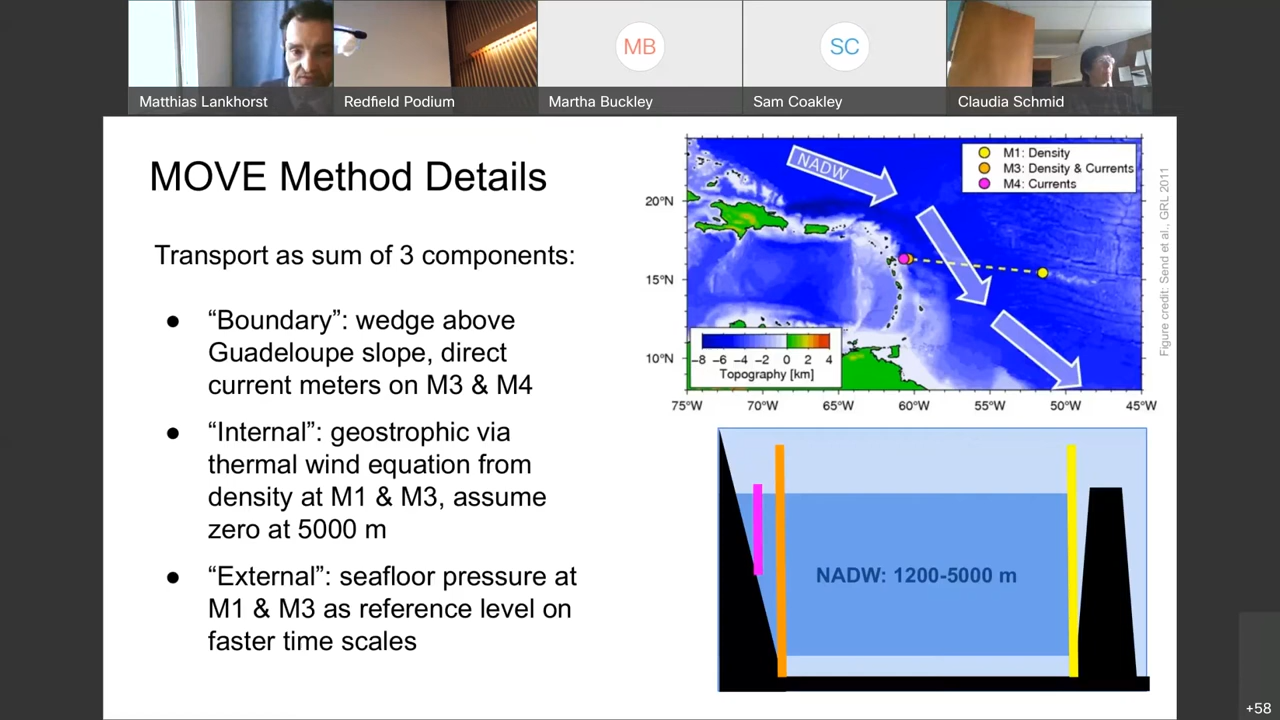 MB
SC
Matthias Lankhorst
Redfield Podium
Martha Buckley
Sam Coakley
Claudia Schmid
MOVE Method Details
Transport as sum of 3 components:
● “Boundary”: wedge above
Guadeloupe slope, direct
current meters on M3 & M4
● “Internal”: geostrophic via
thermal wind equation from
density at M1 & M3, assume
zero at 5000 m
● “External”: seafloor pressure at
M1 & M3 as reference level on
faster time scales
NADW
M1: Density
M3: Density & Currents
M4: Currents
20°N
15°N
10°N
-8 -6 -4 -2 0 2 4
Topography [km]
75°W 70°W 65°W 60°W 55°W 50°W 45°W
Figure credit: Send et al., GRL 2011
NADW: 1200-5000 m
+58